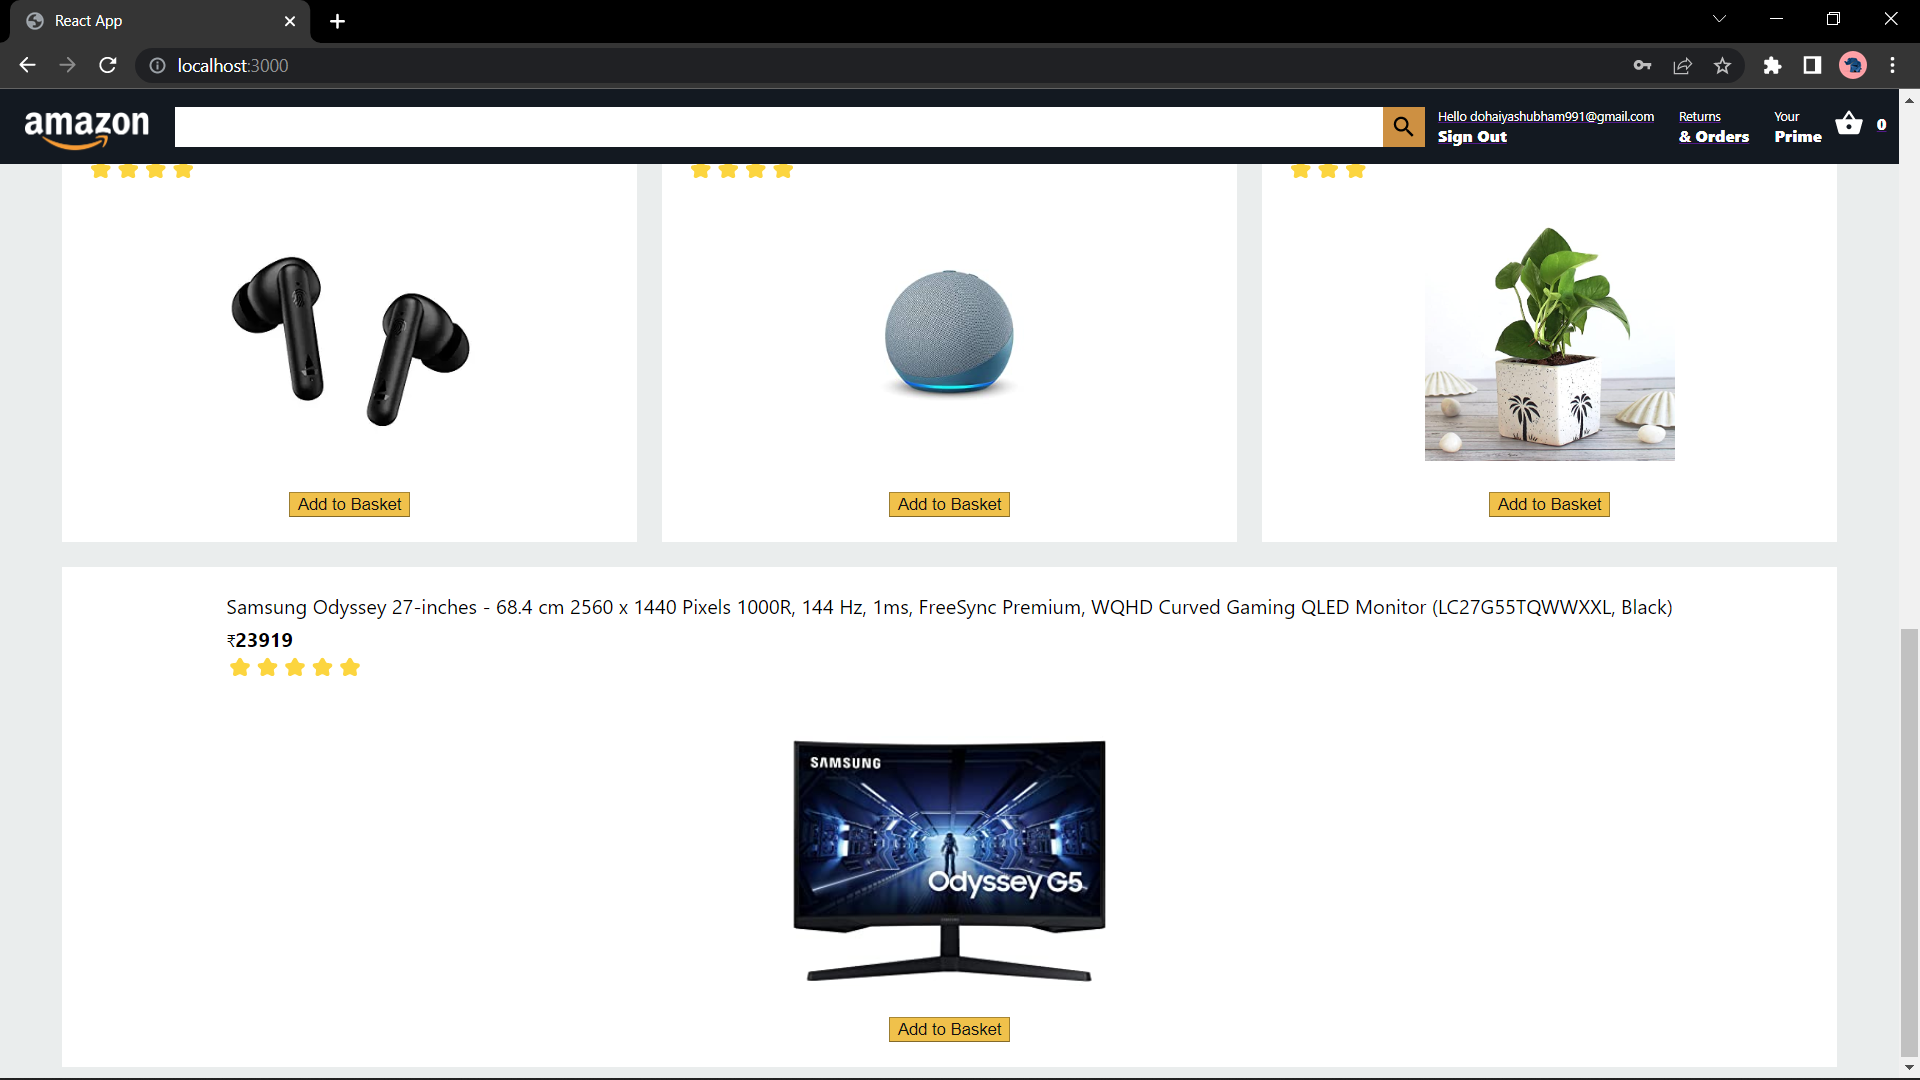 React App
localhost:3000
amazon
Hello dohaiyashubham991@gmail.com
Sign Out
Returns
& Orders
Your
Prime
0
Add to Basket
Add to Basket
Add to Basket
Samsung Odyssey 27-inches - 68.4 cm 2560 x 1440 Pixels 1000R, 144 Hz, 1ms, FreeSync Premium, WQHD Curved Gaming QLED Monitor (LC27G55TQWWXXL, Black)
₹23919
SAMSUNG
Odyssey G5
Add to Basket